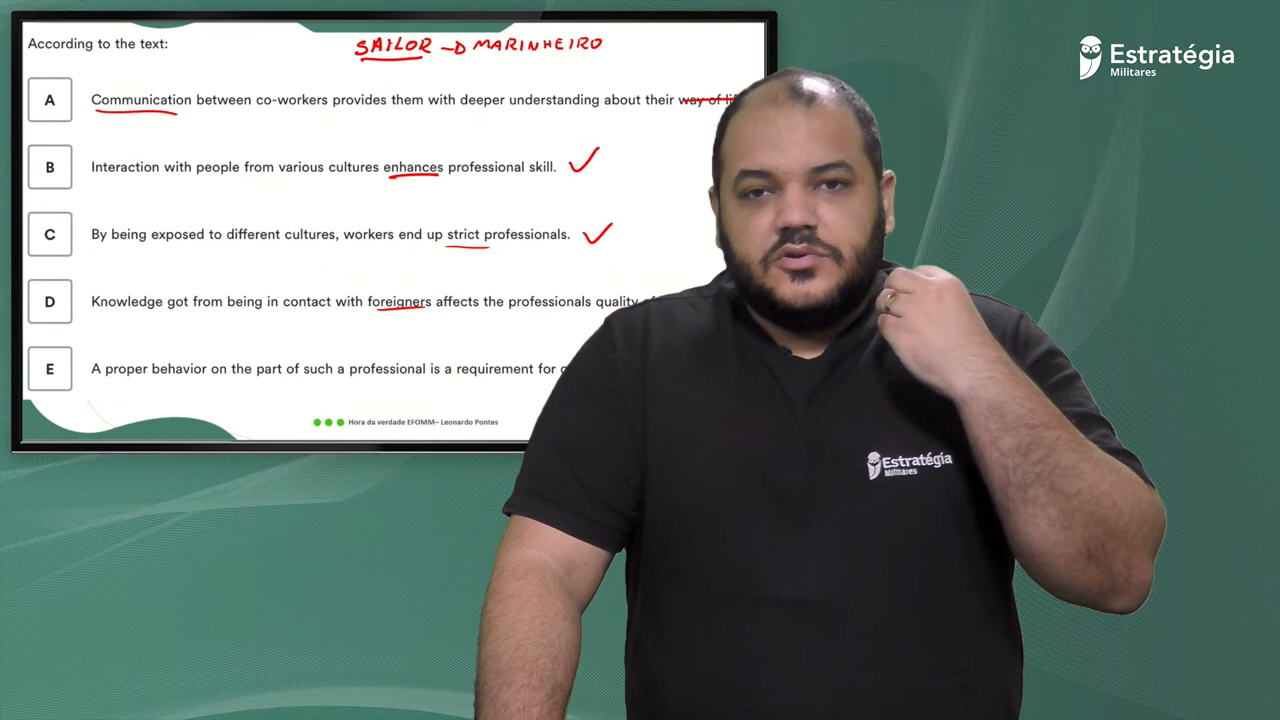 According to the text:
SAILOR → MARINHEIRO
Estratégia
Militares
A
Communication between co-workers provides them with deeper understanding about their way of
B
Interaction with people from various cultures enhances professional skill.
C
By being exposed to different cultures, workers end up strict professionals.
D
Knowledge got from being in contact with foreigners affects the professionals quality
E
A proper behavior on the part of such a professional is a requirement for
Hora da verdade EFOMM– Leonardo Pontes
Estratégia
Militares